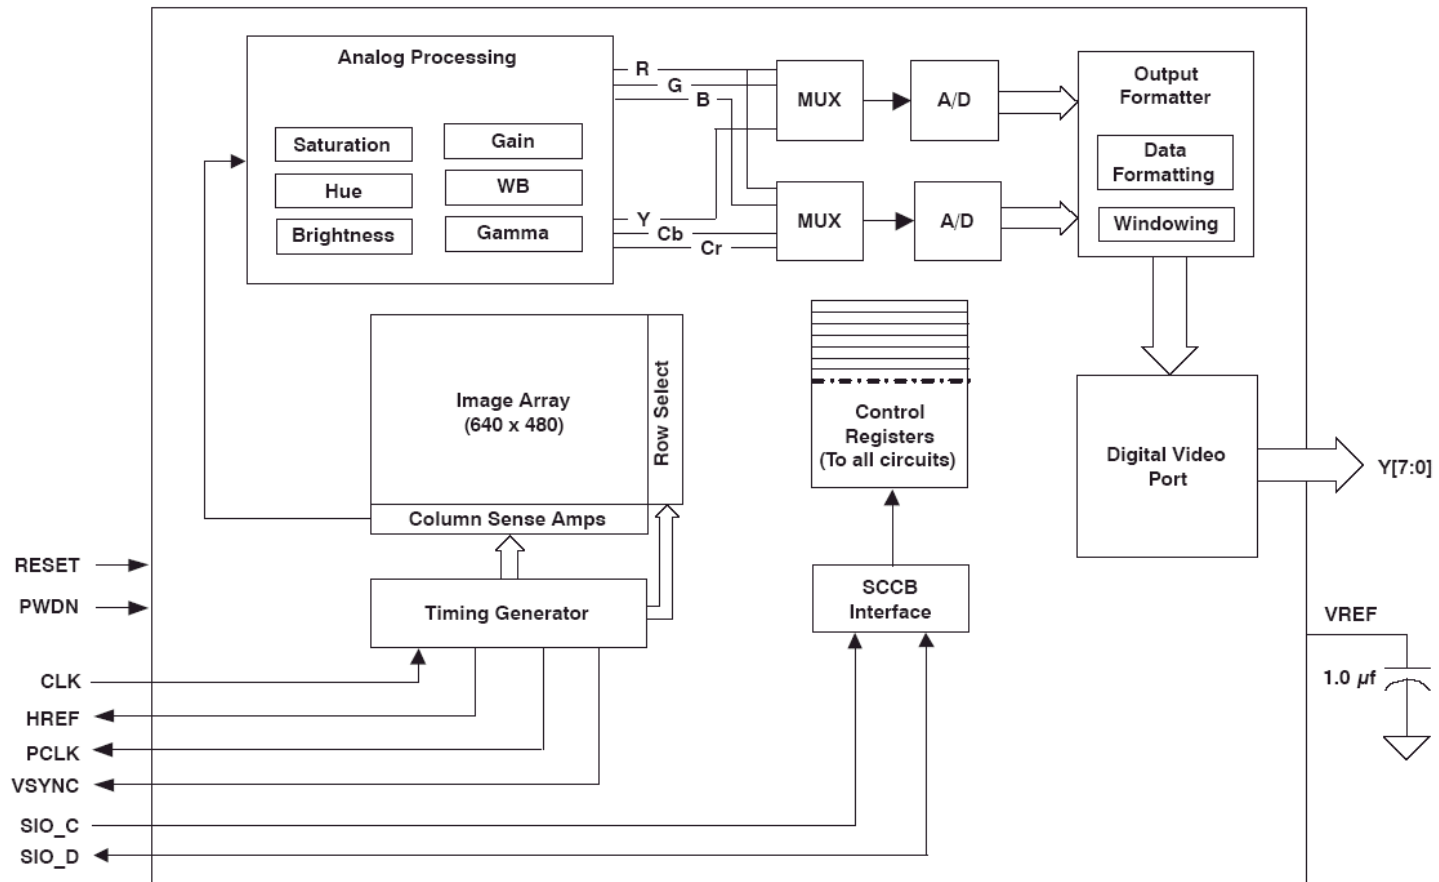 Analog Processing
Saturation
Hue
Brightness
Gain
WB
Gamma
R
G
B
Y
Cb
Cr
MUX
A/D
MUX
A/D
Output
Formatter
Data
Formatting
Windowing
Image Array
(640 x 480)
Row Select
Column Sense Amps
Timing Generator
Control
Registers
(To all circuits)
SCCB
Interface
Digital Video
Port
Y[7:0]
VREF
1.0 µf
RESET
PWDN
CLK
HREF
PCLK
VSYNC
SIO_C
SIO_D